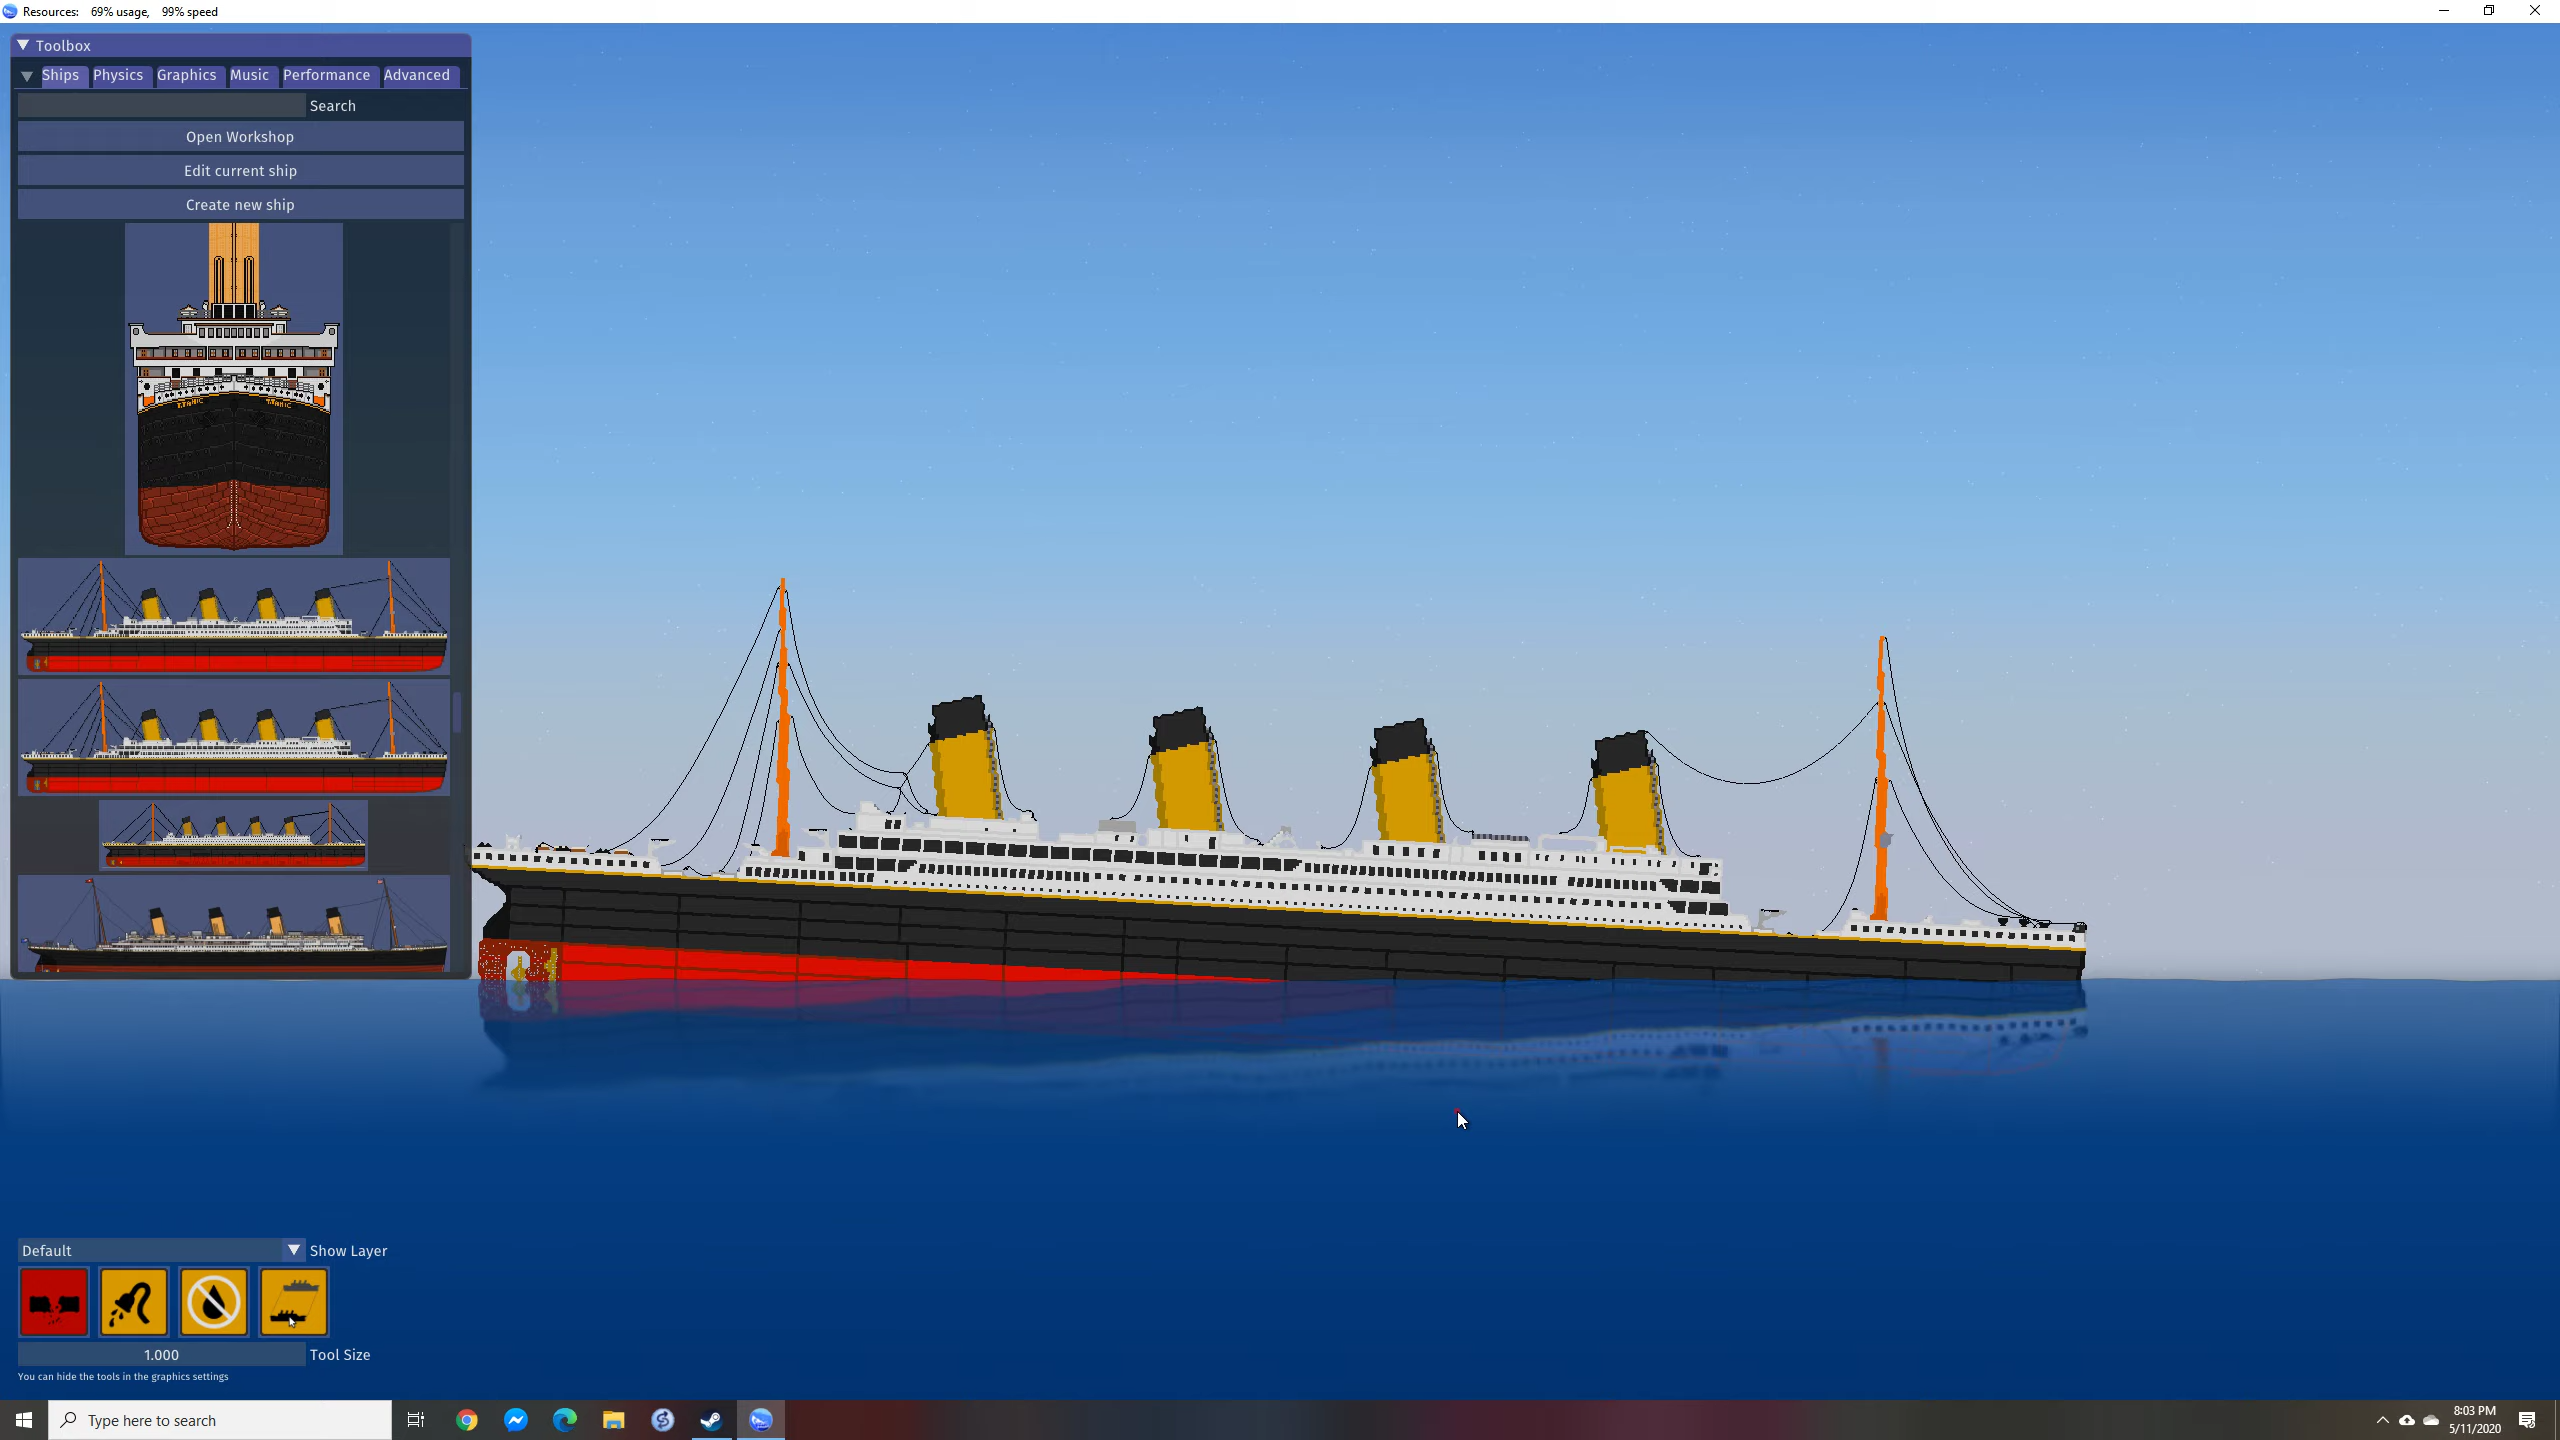 Resources: 69% usage, 99% speed
Toolbox
Ships Physics Graphics Music Performance Advanced
Search
Open Workshop
Edit current ship
Create new ship
TITANIC TITANIC
Default Show Layer
1.000 Tool Size
You can hide the tools in the graphics settings
Type here to search
8:03 PM
5/11/2020